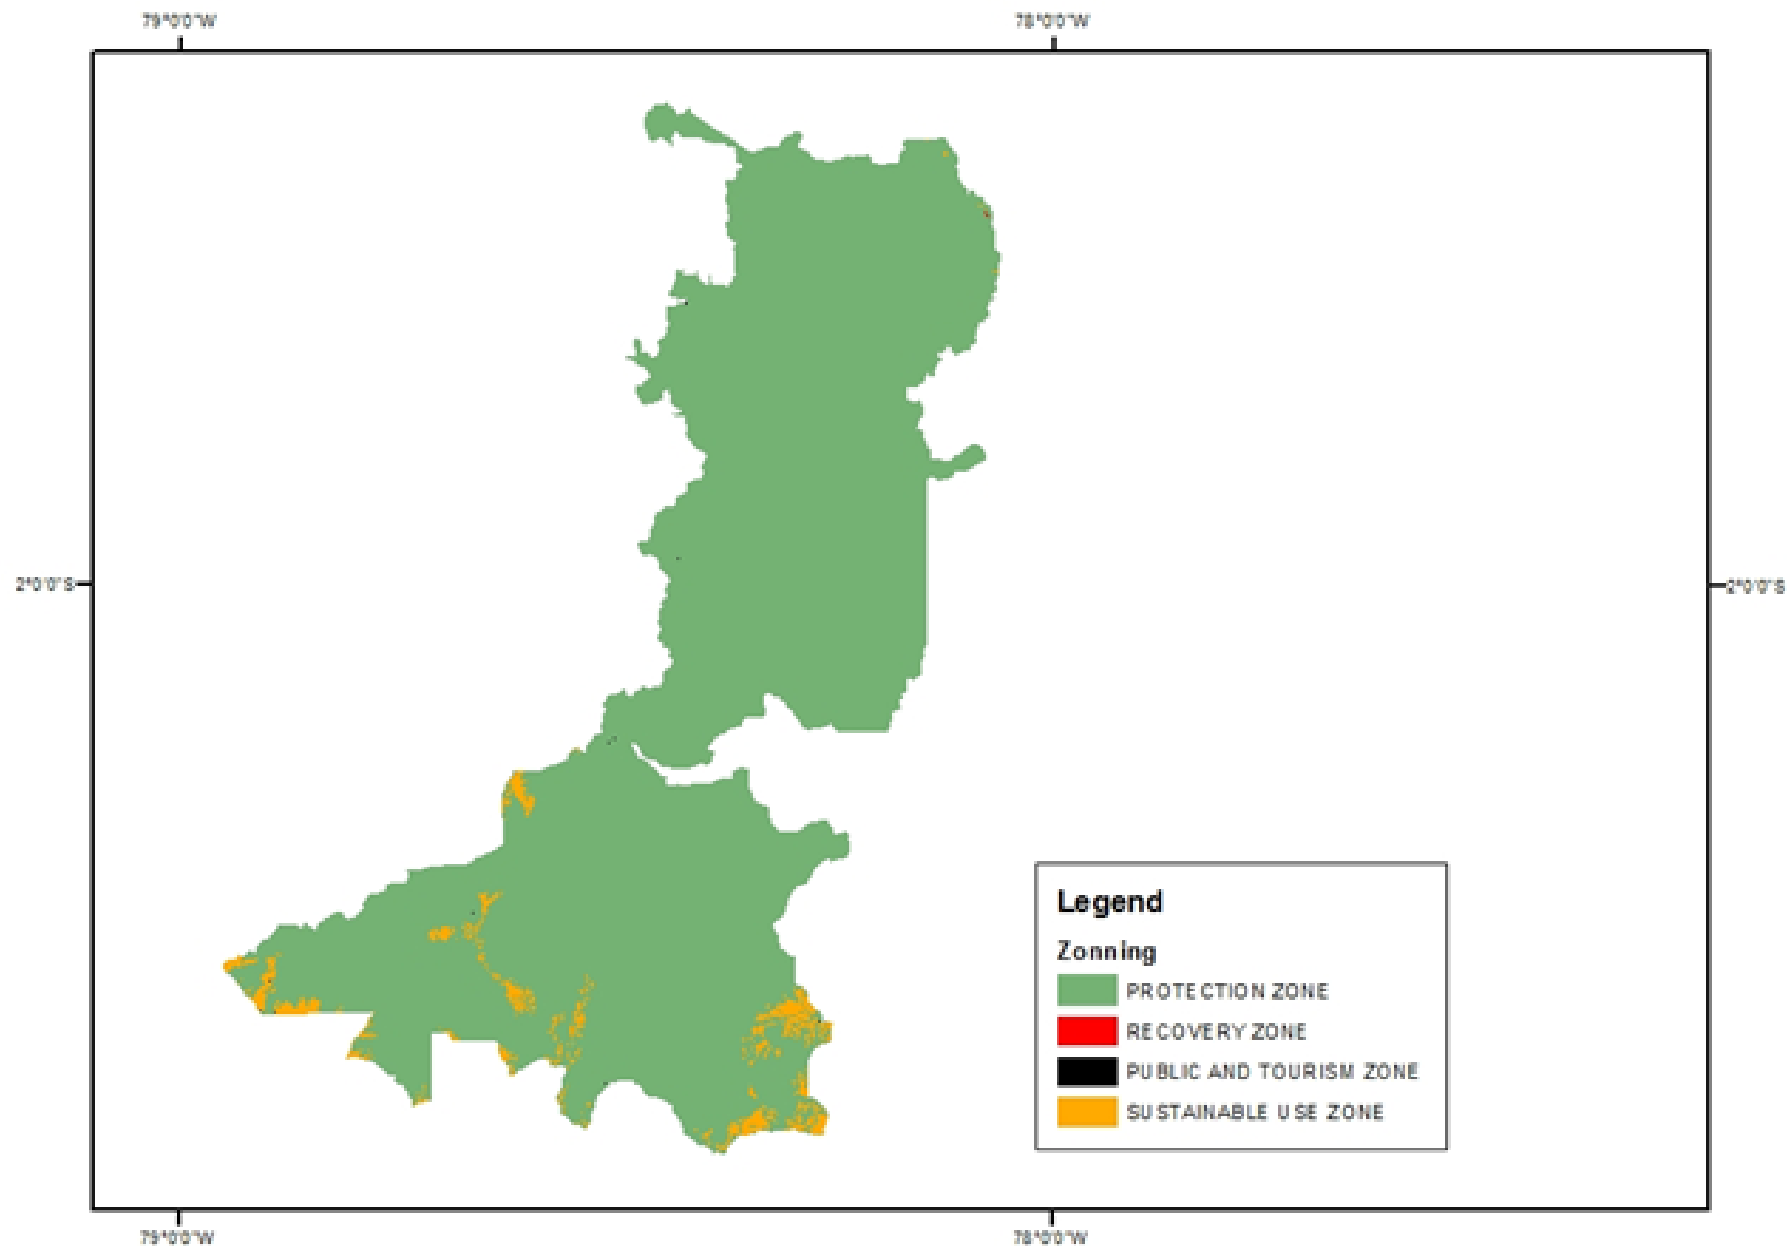 79°0'0"W 78°0'0"W
2°0'0"S 2°0'0"S
Legend
Zonning
PROTECTION ZONE
RECOVERY ZONE
PUBLIC AND TOURISM ZONE
SUSTAINABLE USE ZONE
79°0'0"W 78°0'0"W